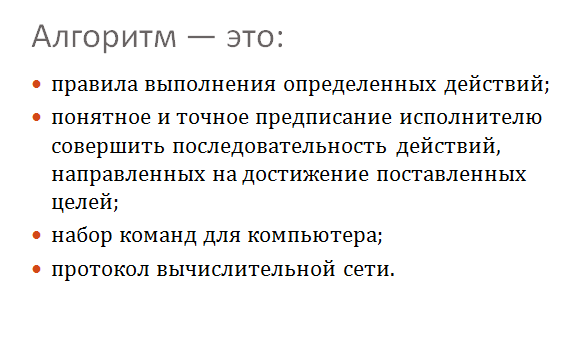 Алгоритм — это:
• правила выполнения определенных действий;
• понятное и точное предписание исполнителю
совершить последовательность действий,
направленных на достижение поставленных
целей;
• набор команд для компьютера;
• протокол вычислительной сети.